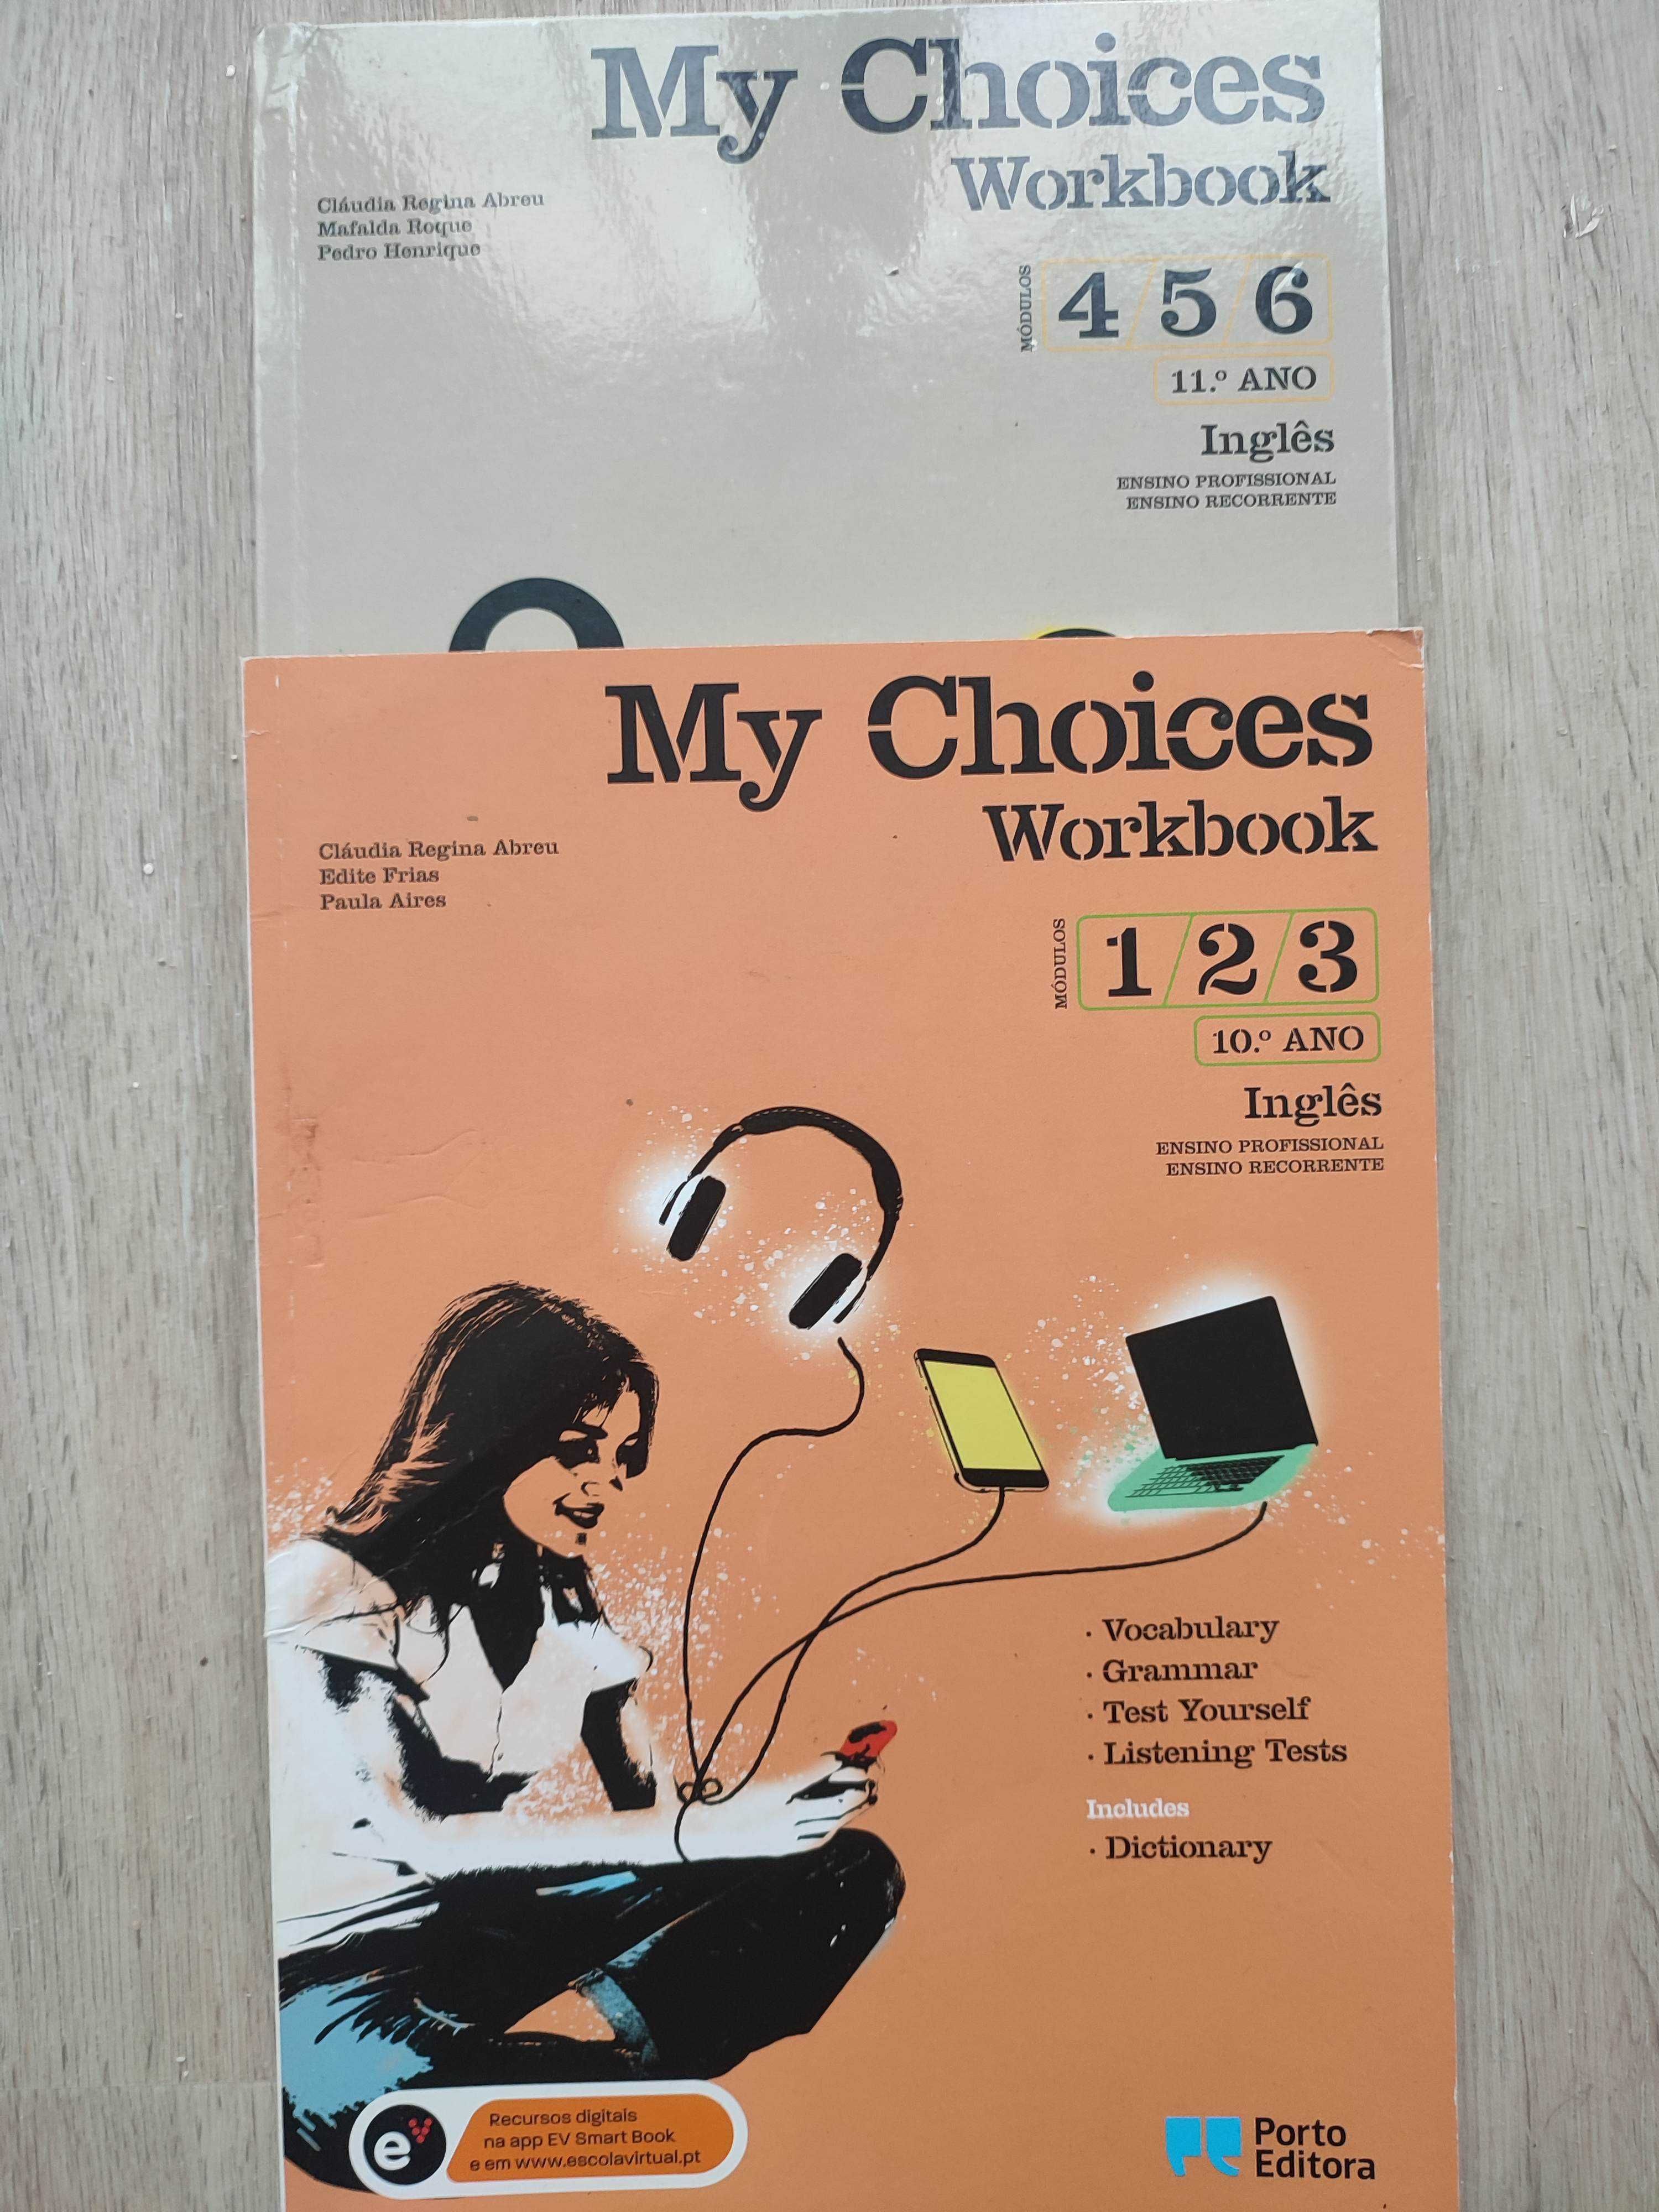 My Choices
Workbook
Cláudia Regina Abreu
Mafalda Roque
Pedro Henrique
MÓDULOS
4/5/6
11.º ANO
Inglês
ENSINO PROFISSIONAL
ENSINO RECORRENTE
My Choices
Workbook
Cláudia Regina Abreu
Edite Frias
Paula Aires
MÓDULOS
1/2/3
10.º ANO
Inglês
ENSINO PROFISSIONAL
ENSINO RECORRENTE
· Vocabulary
· Grammar
· Test Yourself
· Listening Tests
Includes
· Dictionary
ev
Recursos digitais
na app EV Smart Book
e em www.escolavirtual.pt
Porto
Editora